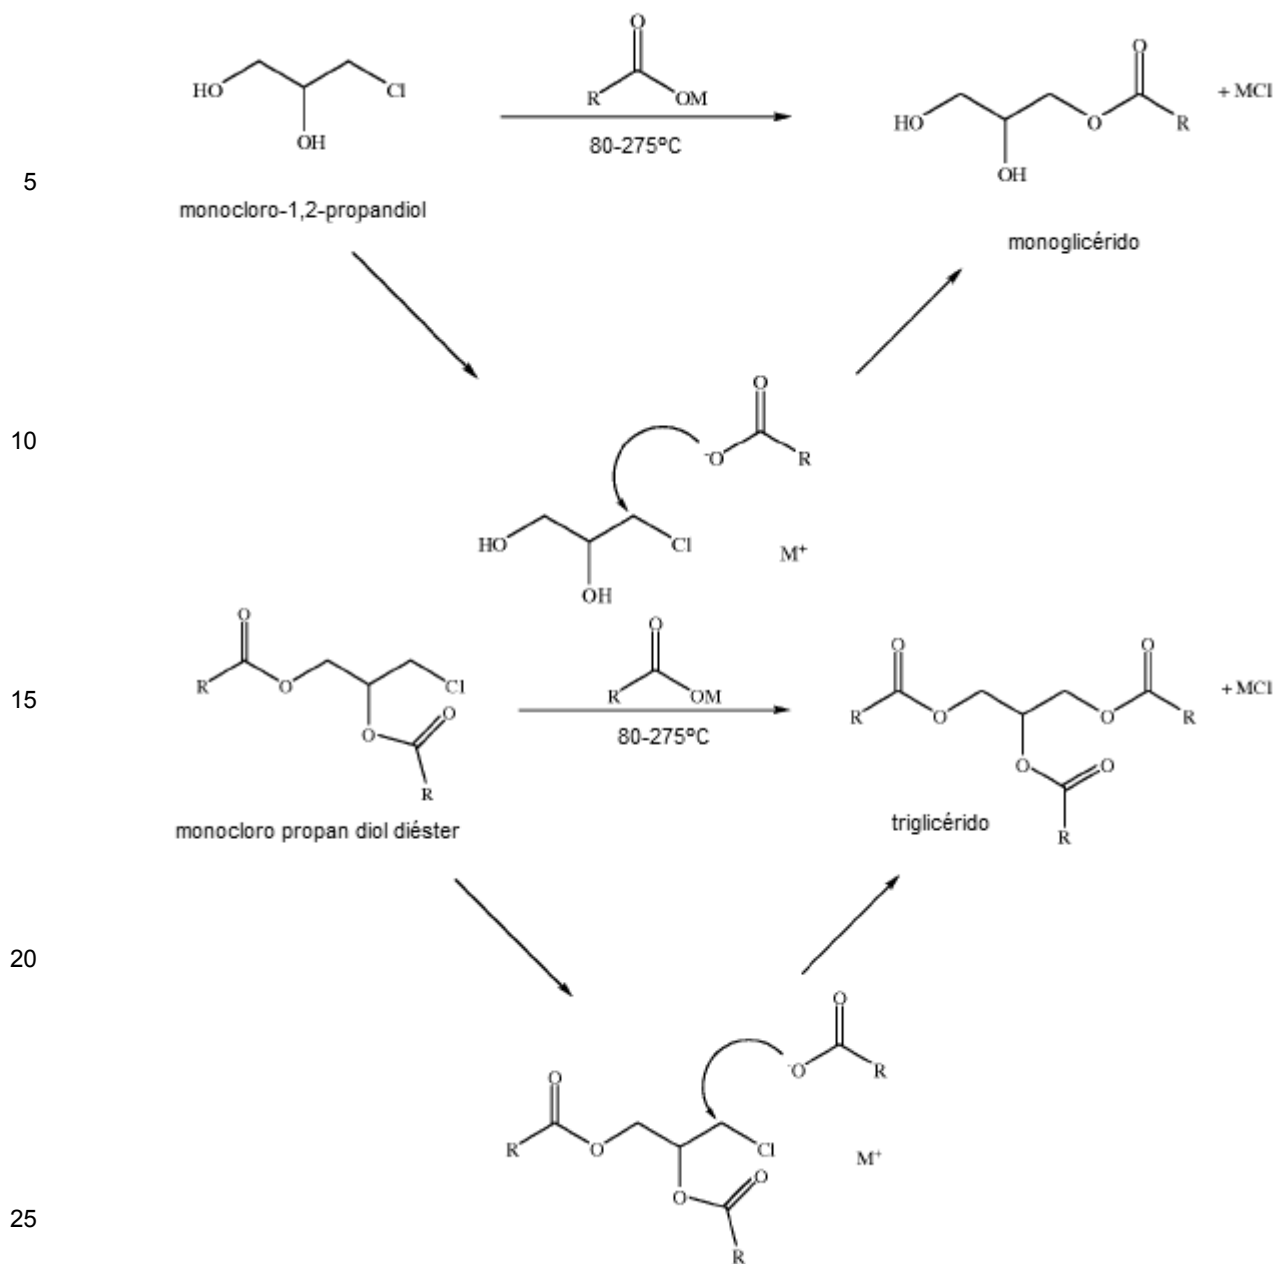 O
HO
Cl
OH
R
OM
80-275ºC
O
HO
O
R
OH
+ MCl
5
monocloro-1,2-propandiol
monoglicérido
10
O
-O
R
HO
Cl
M+
OH
O
R
O
Cl
O
O
R
O
R
OM
80-275ºC
O
O
R
O
O
R
O
O
R
+ MCl
15
monocloro propan diol diéster
triglicérido
20
O
-O
R
O
R
O
Cl
O
O
M+
25
R